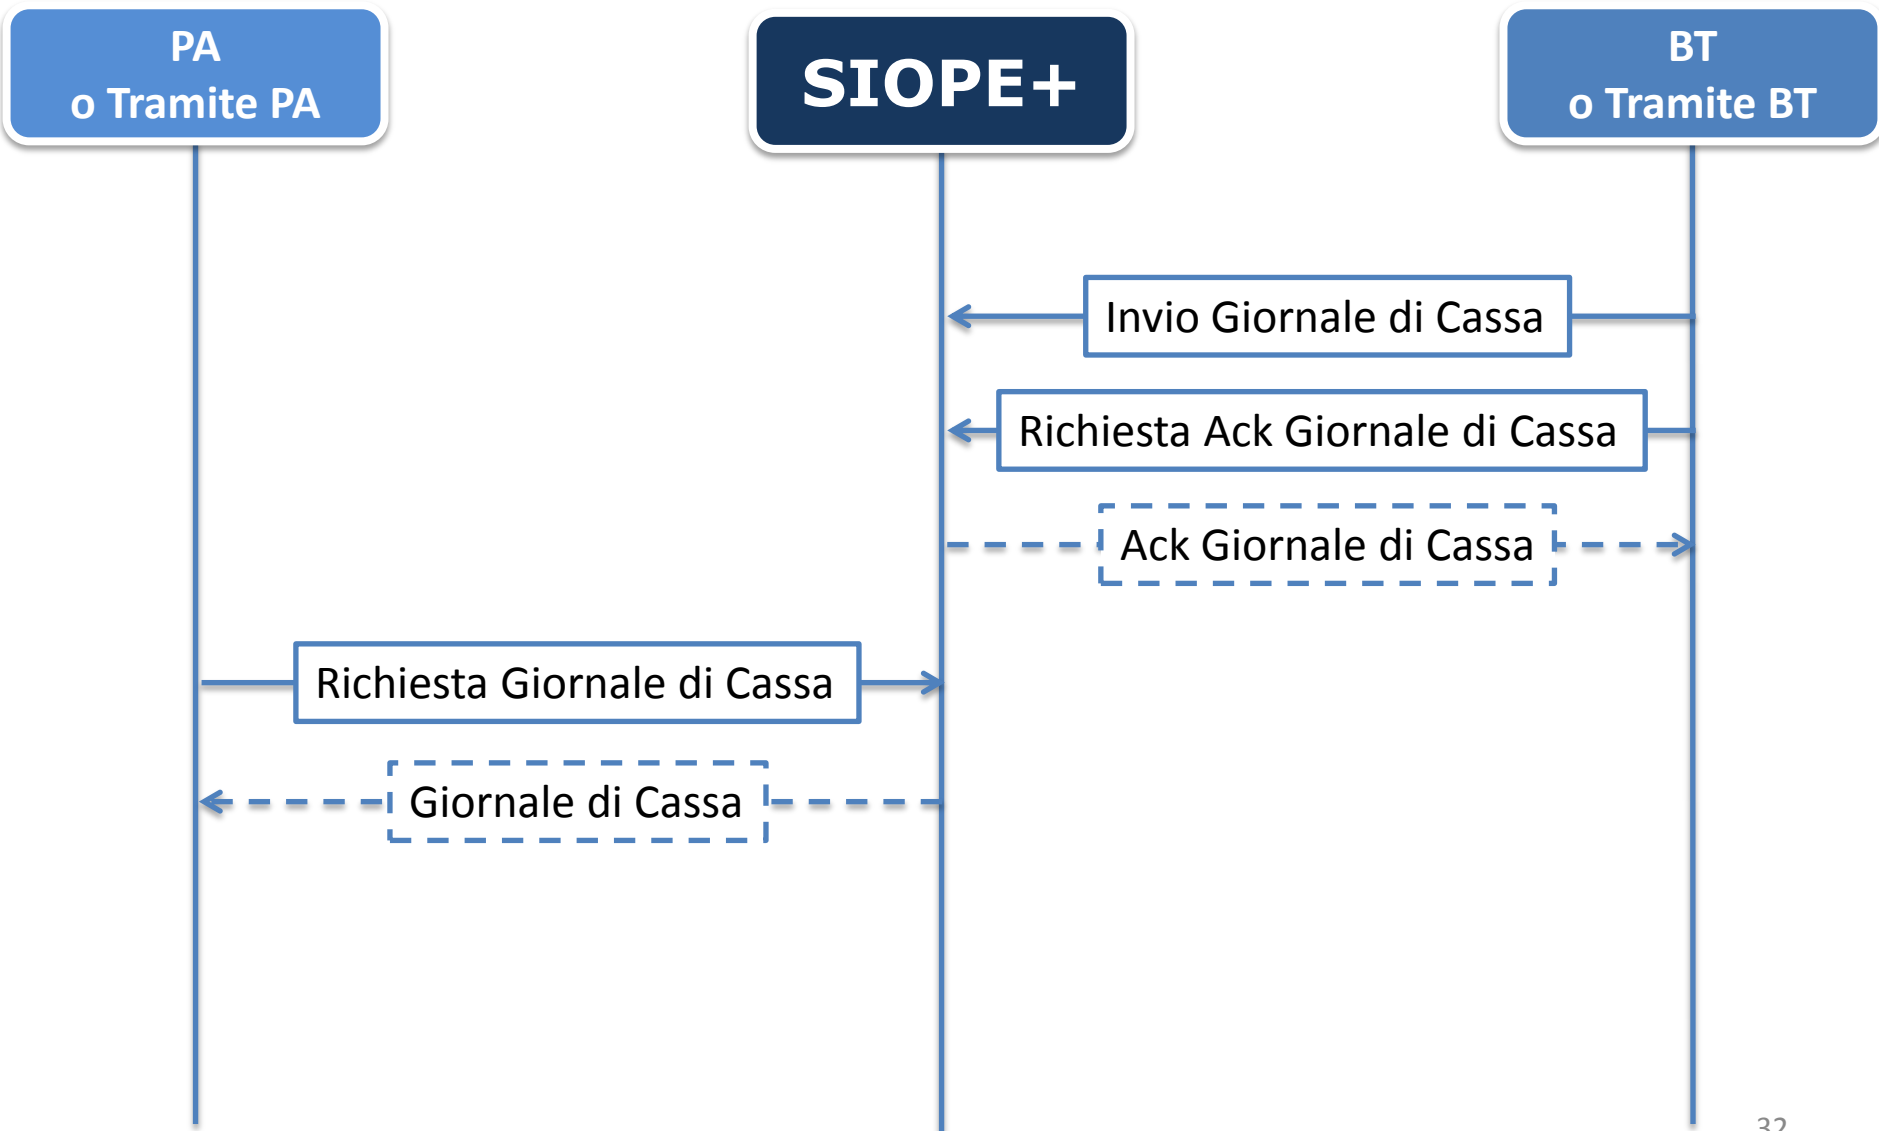 PA
o Tramite PA
SIOPE+
BT
o Tramite BT
Invio Giornale di Cassa
Richiesta Ack Giornale di Cassa
Ack Giornale di Cassa
Richiesta Giornale di Cassa
Giornale di Cassa
32